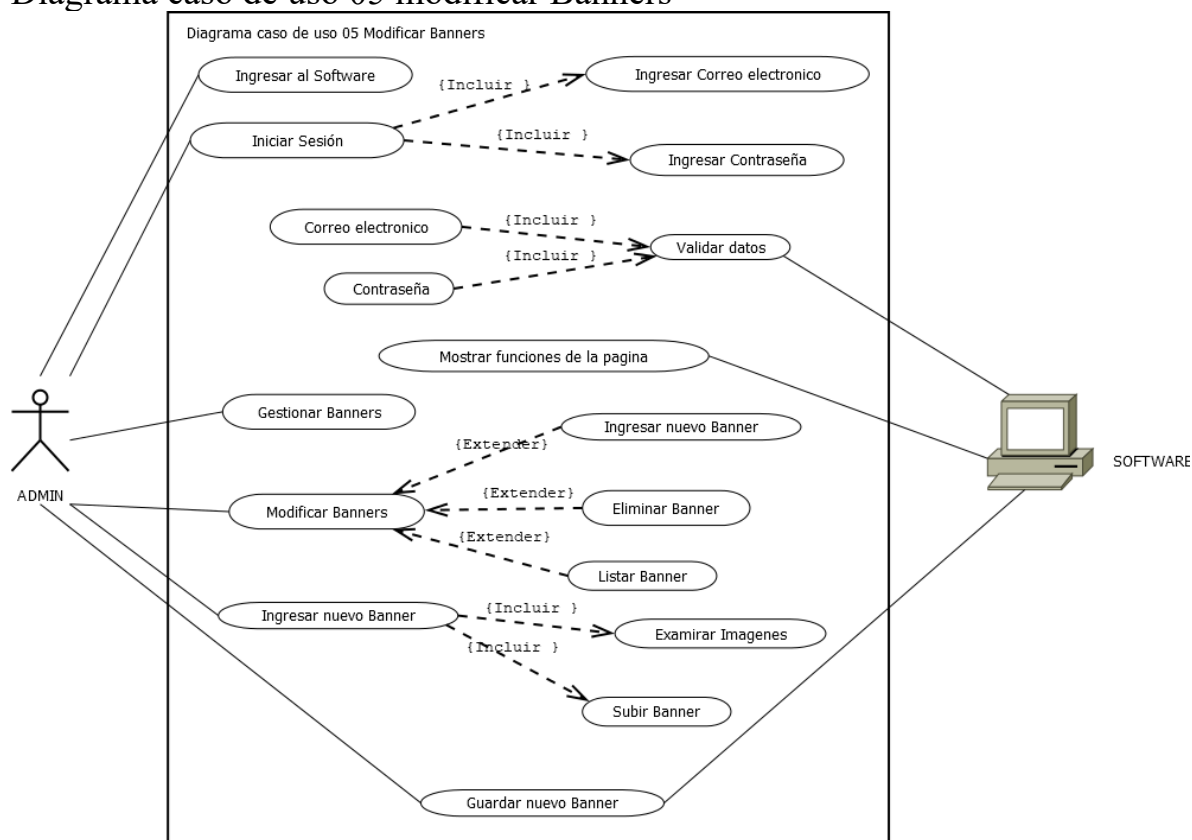 Diagrama caso de uso 05 modificar Banners
Diagrama caso de uso 05 Modificar Banners
Ingresar al Software
{Incluir }
Ingresar Correo electronico
Iniciar Sesión
{Incluir }
Ingresar Contraseña
Correo electronico
{Incluir }
Validar datos
{Incluir }
Contraseña
Mostrar funciones de la pagina
Gestionar Banners
Ingresar nuevo Banner
{Extender}
SOFTWARE
ADMIN
{Extender}
Modificar Banners
Eliminar Banner
{Extender}
Listar Banner
Ingresar nuevo Banner
{Incluir }
Examirar Imagenes
{Incluir }
Subir Banner
Guardar nuevo Banner